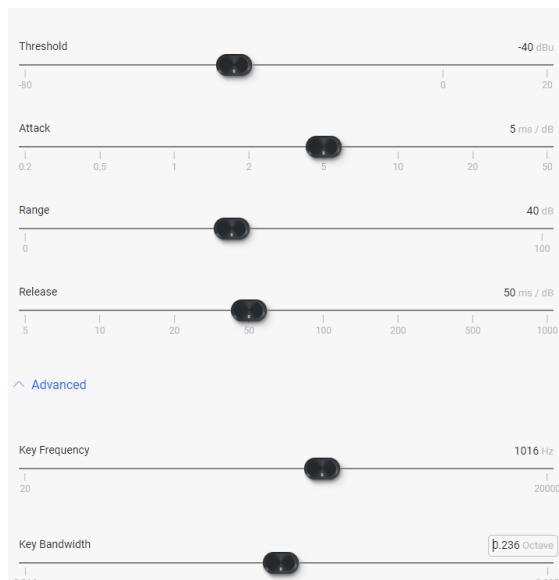 Threshold -40 dBu
-80 0 20
Attack 5 ms / dB
0.2 0.5 1 2 5 10 20 50
Range 40 dB
0 100
Release 50 ms / dB
5 10 20 50 100 200 500 1000
Advanced
Key Frequency 1016 Hz
20 20000
Key Bandwidth 0.236 Octave